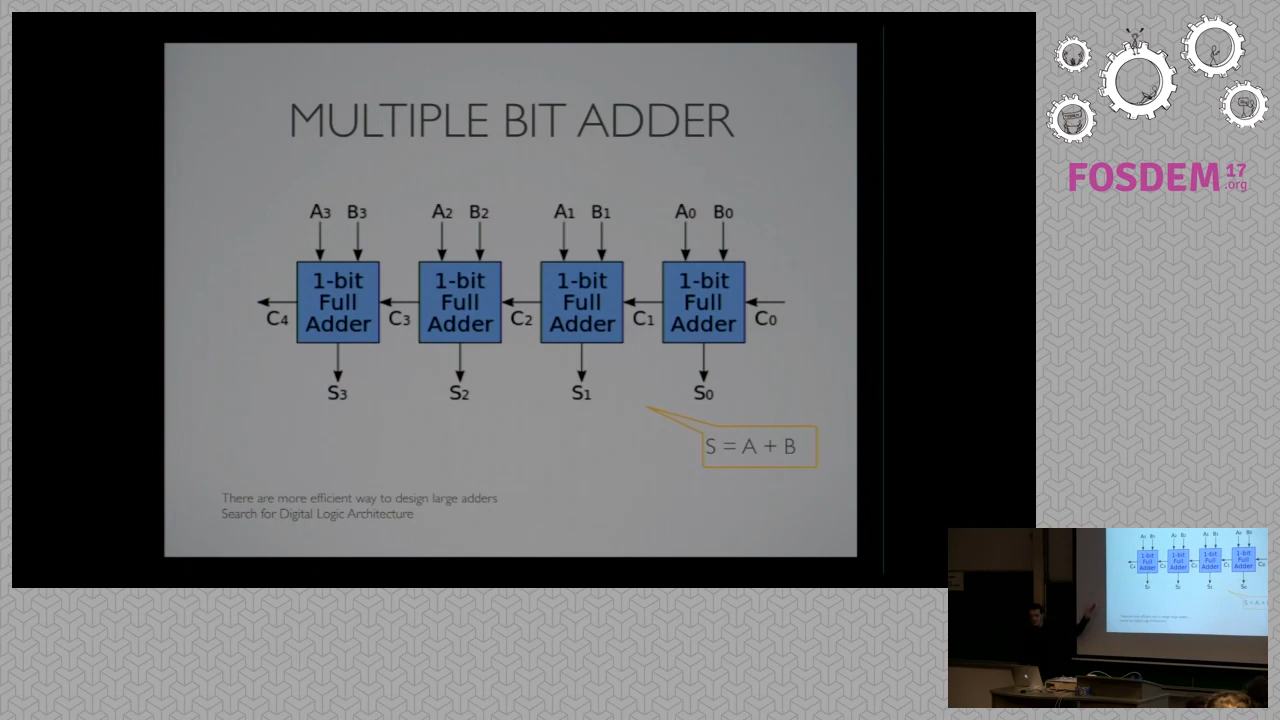 MULTIPLE BIT ADDER
A3 B3 A2 B2 A1 B1 A0 B0
1-bit Full Adder 1-bit Full Adder 1-bit Full Adder 1-bit Full Adder
C4 C3 C2 C1 C0
S3 S2 S1 S0
S = A + B
There are more efficient way to design large adders
Search for Digital Logic Architecture
FOSDEM 17 .org